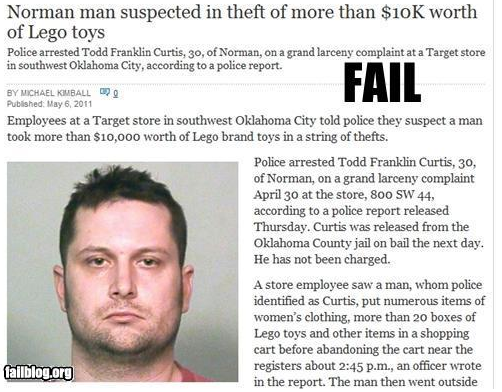 Norman man suspected in theft of more than $10K worth
of Lego toys
Police arrested Todd Franklin Curtis, 30, of Norman, on a grand larceny complaint at a Target store
in southwest Oklahoma City, according to a police report.
FAIL
BY MICHAEL KIMBALL 0
Published: May 6, 2011
Employees at a Target store in southwest Oklahoma City told police they suspect a man
took more than $10,000 worth of Lego brand toys in a string of thefts.
Police arrested Todd Franklin Curtis, 30,
of Norman, on a grand larceny complaint
April 30 at the store, 800 SW 44,
according to a police report released
Thursday. Curtis was released from the
Oklahoma County jail on bail the next day.
He has not been charged.
A store employee saw a man, whom police
identified as Curtis, put numerous items of
women's clothing, more than 20 boxes of
Lego toys and other items in a shopping
cart before abandoning the cart near the
registers about 2:45 p.m., an officer wrote
in the report. The man then went outside
failblog.org